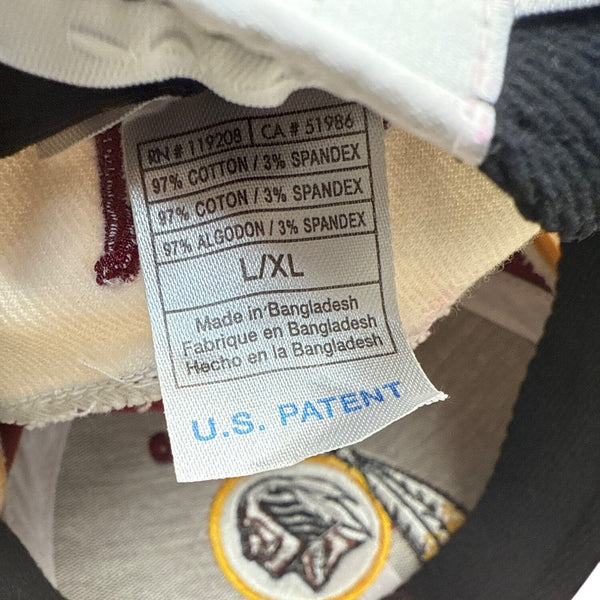 RN # 119208 CA # 51986
97% COTTON / 3% SPANDEX
97% COTON / 3% SPANDEX
97% ALGODON / 3% SPANDEX
L/XL
Made in Bangladesh
Fabrique en Bangladesh
Hecho en la Bangladesh
U.S. PATENT